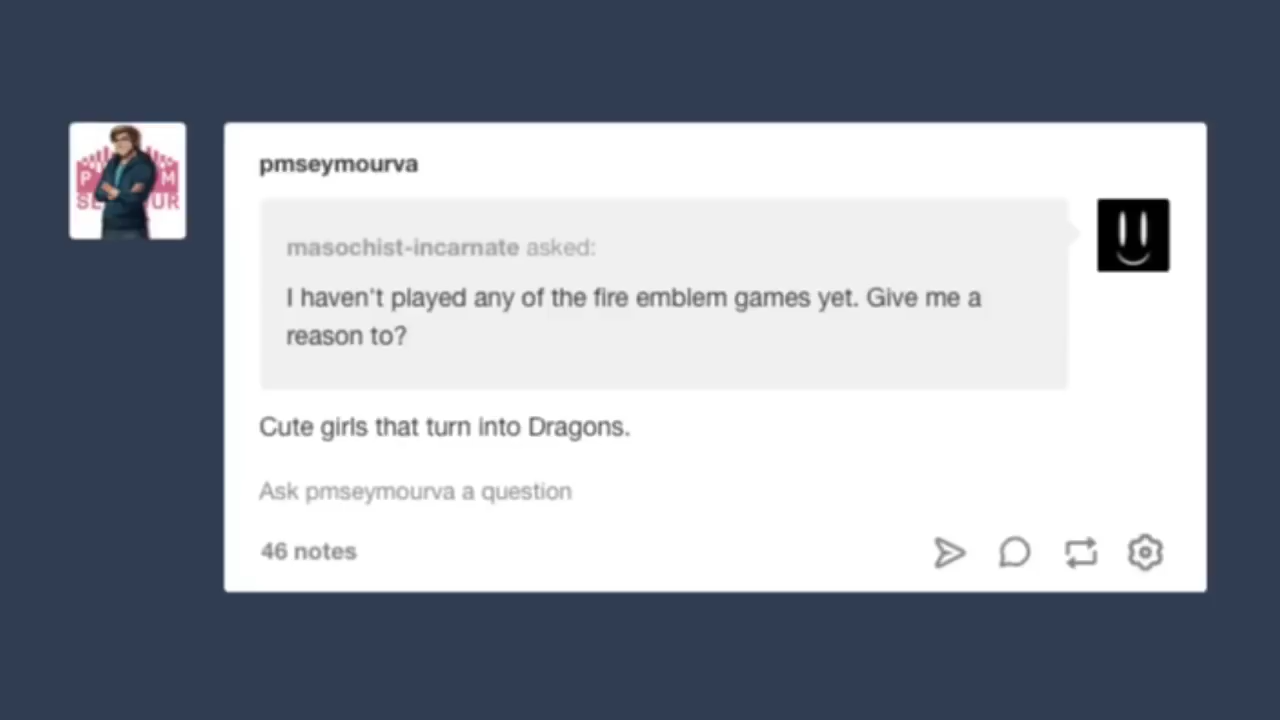 pmseymourva
masochist-incarnate asked:
I haven't played any of the fire emblem games yet. Give me a
reason to?
Cute girls that turn into Dragons.
Ask pmseymourva a question
46 notes